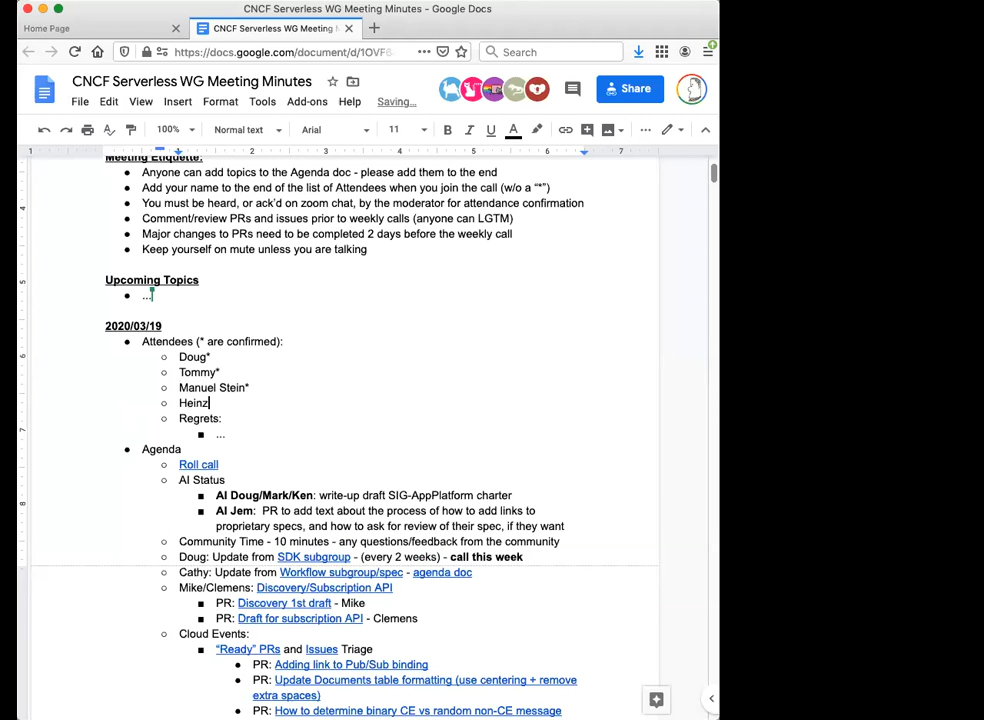 CNCF Serverless WG Meeting Minutes - Google Docs
Home Page
CNCF Serverless WG Meeting M
https://docs.google.com/document/d/1OVF8
Search
CNCF Serverless WG Meeting Minutes
File Edit View Insert Format Tools Add-ons Help Saving...
Share
100% Normal text Arial 11 B I U A
1 1 2 3 4 5 6 7
Meeting Etiquette:
Anyone can add topics to the Agenda doc - please add them to the end
Add your name to the end of the list of Attendees when you join the call (w/o a “*”)
You must be heard, or ack’d on zoom chat, by the moderator for attendance confirmation
Comment/review PRs and issues prior to weekly calls (anyone can LGTM)
Major changes to PRs need to be completed 2 days before the weekly call
Keep yourself on mute unless you are talking
Upcoming Topics
...
2020/03/19
Attendees (* are confirmed):
Doug*
Tommy*
Manuel Stein*
Heinz
Regrets:
...
Agenda
Roll call
AI Status
AI Doug/Mark/Ken: write-up draft SIG-AppPlatform charter
AI Jem: PR to add text about the process of how to add links to
proprietary specs, and how to ask for review of their spec, if they want
Community Time - 10 minutes - any questions/feedback from the community
Doug: Update from SDK subgroup - (every 2 weeks) - call this week
Cathy: Update from Workflow subgroup/spec - agenda doc
Mike/Clemens: Discovery/Subscription API
PR: Discovery 1st draft - Mike
PR: Draft for subscription API - Clemens
Cloud Events:
“Ready” PRs and Issues Triage
PR: Adding link to Pub/Sub binding
PR: Update Documents table formatting (use centering + remove
extra spaces)
PR: How to determine binary CE vs random non-CE message